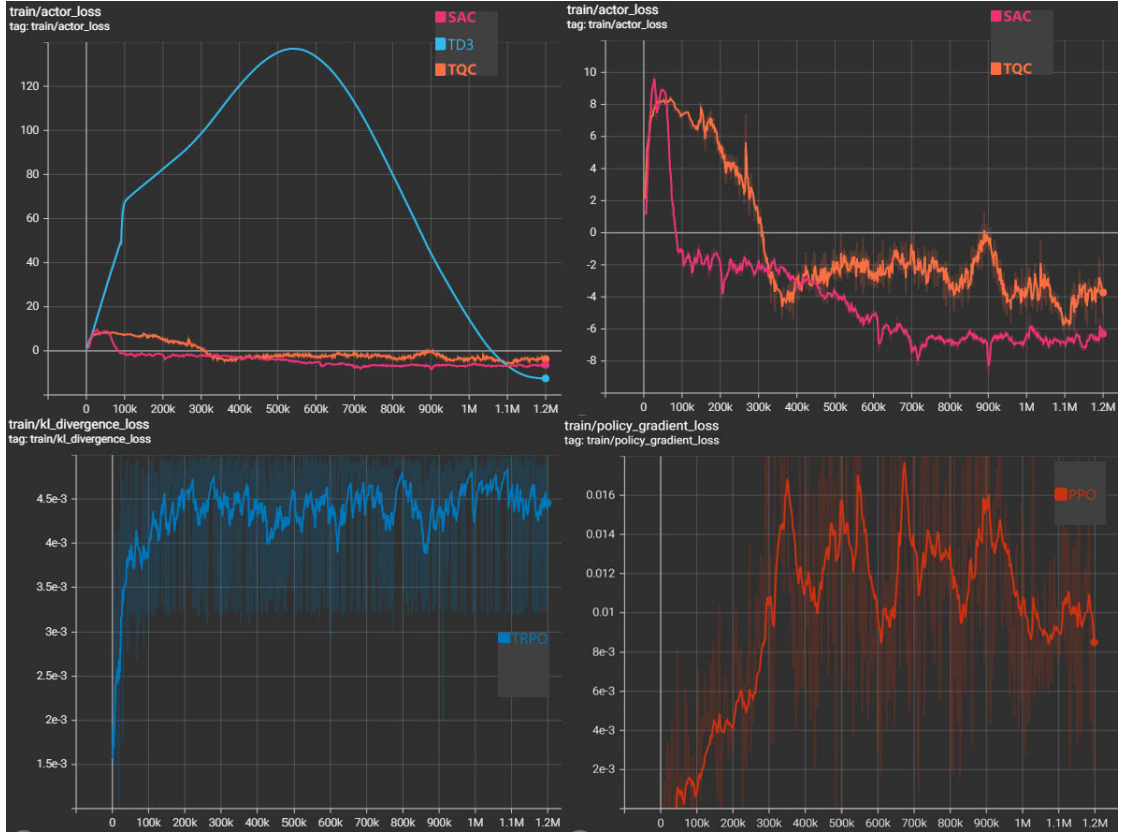 train/actor_loss
tag: train/actor_loss
SAC
TD3
TQC
120
100
80
60
40
20
0
0 100k 200k 300k 400k 500k 600k 700k 800k 900k 1M 1.1M 1.2M
train/actor_loss
tag: train/actor_loss
SAC
TQC
10
8
6
4
2
0
-2
-4
-6
-8
0 100k 200k 300k 400k 500k 600k 700k 800k 900k 1M 1.1M 1.2M
train/kl_divergence_loss
tag: train/kl_divergence_loss
4.5e-3
4e-3
3.5e-3
3e-3
2.5e-3
2e-3
1.5e-3
TRPO
0 100k 200k 300k 400k 500k 600k 700k 800k 900k 1M 1.1M 1.2M
train/policy_gradient_loss
tag: train/policy_gradient_loss
PPO
0.016
0.014
0.012
0.01
8e-3
6e-3
4e-3
2e-3
0 100k 200k 300k 400k 500k 600k 700k 800k 900k 1M 1.1M 1.2M